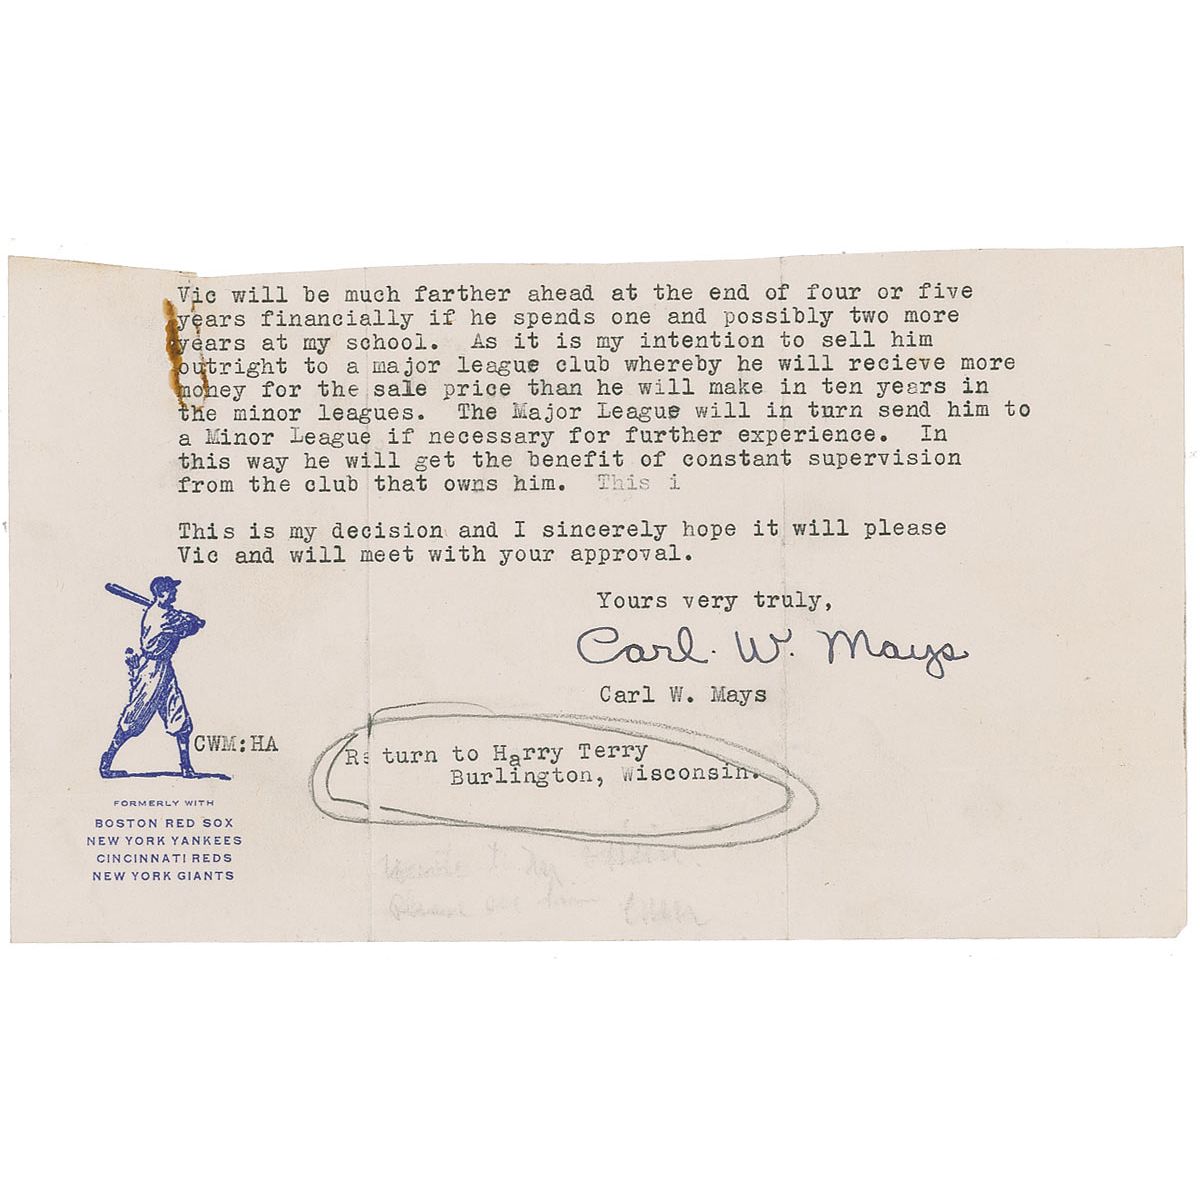 Vic will be much farther ahead at the end of four or five
years financially if he spends one and possibly two more
years at my school. As it is my intention to sell him
outright to a major league club whereby he will recieve more
money for the sale price than he will make in ten years in
the minor leagues. The Major League will in turn send him to
a Minor League if necessary for further experience. In
this way he will get the benefit of constant supervision
from the club that owns him. This i
This is my decision and I sincerely hope it will please
Vic and will meet with your approval.
Yours very truly,
Carl. W. Mays
Carl W. Mays
CWM:HA
Return to Harry Terry
Burlington, Wisconsin.
FORMERLY WITH
BOSTON RED SOX
NEW YORK YANKEES
CINCINNATI REDS
NEW YORK GIANTS